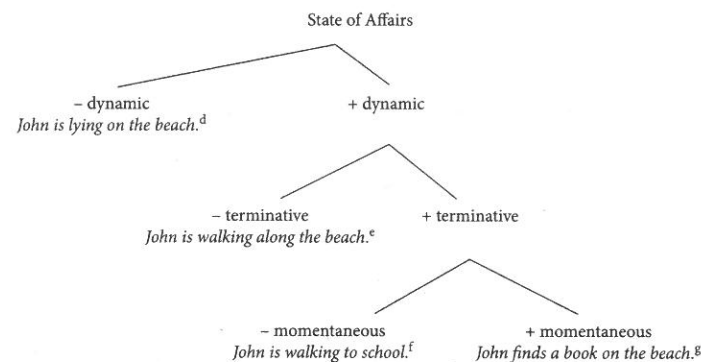 State of Affairs
– dynamic + dynamic
John is lying on the beach.ᵈ
– terminative + terminative
John is walking along the beach.ᵉ
– momentaneous + momentaneous
John is walking to school.ᶠ John finds a book on the beach.ᵍ